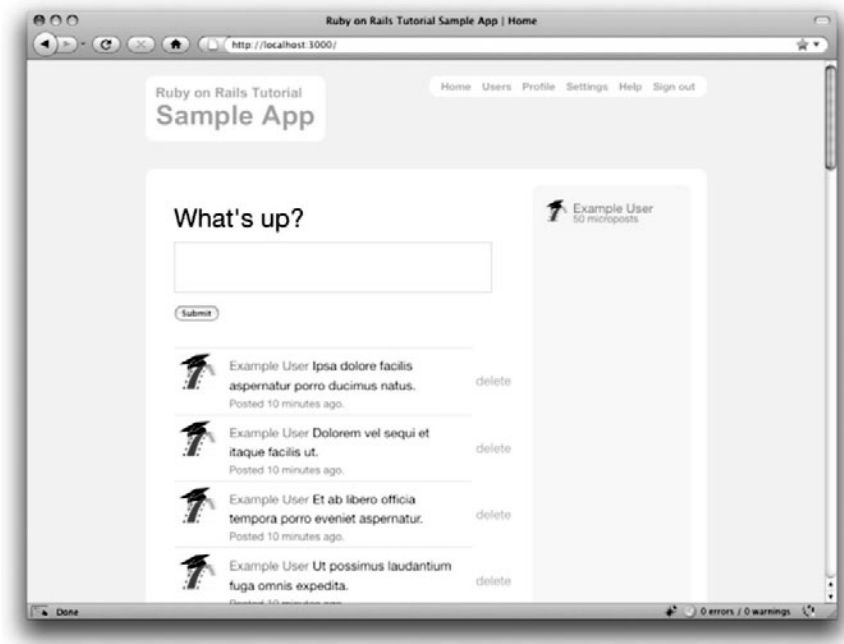 Ruby on Rails Tutorial Sample App | Home
http://localhost:3000/
Ruby on Rails Tutorial
Sample App
Home Users Profile Settings Help Sign out
What's up?
Submit
Example User
50 microposts
Example User Ipsa dolore facilis
aspernatur porro ducimus natus.
Posted 10 minutes ago.
delete
Example User Dolorem vel sequi et
itaque facilis ut.
Posted 10 minutes ago.
delete
Example User Et ab libero officia
tempora porro eveniet aspernatur.
Posted 10 minutes ago.
delete
Example User Ut possimus laudantium
fuga omnis expedita.
Posted 10 minutes ago.
delete
Done
0 errors / 0 warnings